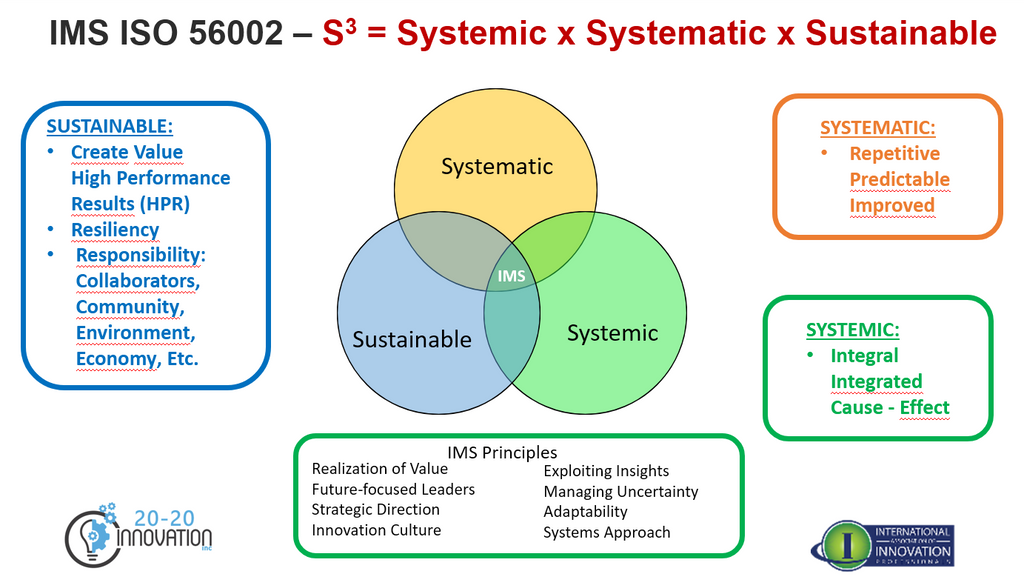 IMS ISO 56002 – S³ = Systemic x Systematic x Sustainable
SUSTAINABLE:
• Create Value
High Performance
Results (HPR)
• Resiliency
• Responsibility:
Collaborators,
Community,
Environment,
Economy, Etc.
Systematic
IMS
Sustainable
Systemic
SYSTEMATIC:
• Repetitive
Predictable
Improved
SYSTEMIC:
• Integral
Integrated
Cause - Effect
IMS Principles
Realization of Value
Future-focused Leaders
Strategic Direction
Innovation Culture
Exploiting Insights
Managing Uncertainty
Adaptability
Systems Approach
20-20
INNOVATION
INC
I
INTERNATIONAL
ASSOCIATION OF
INNOVATION
PROFESSIONALS